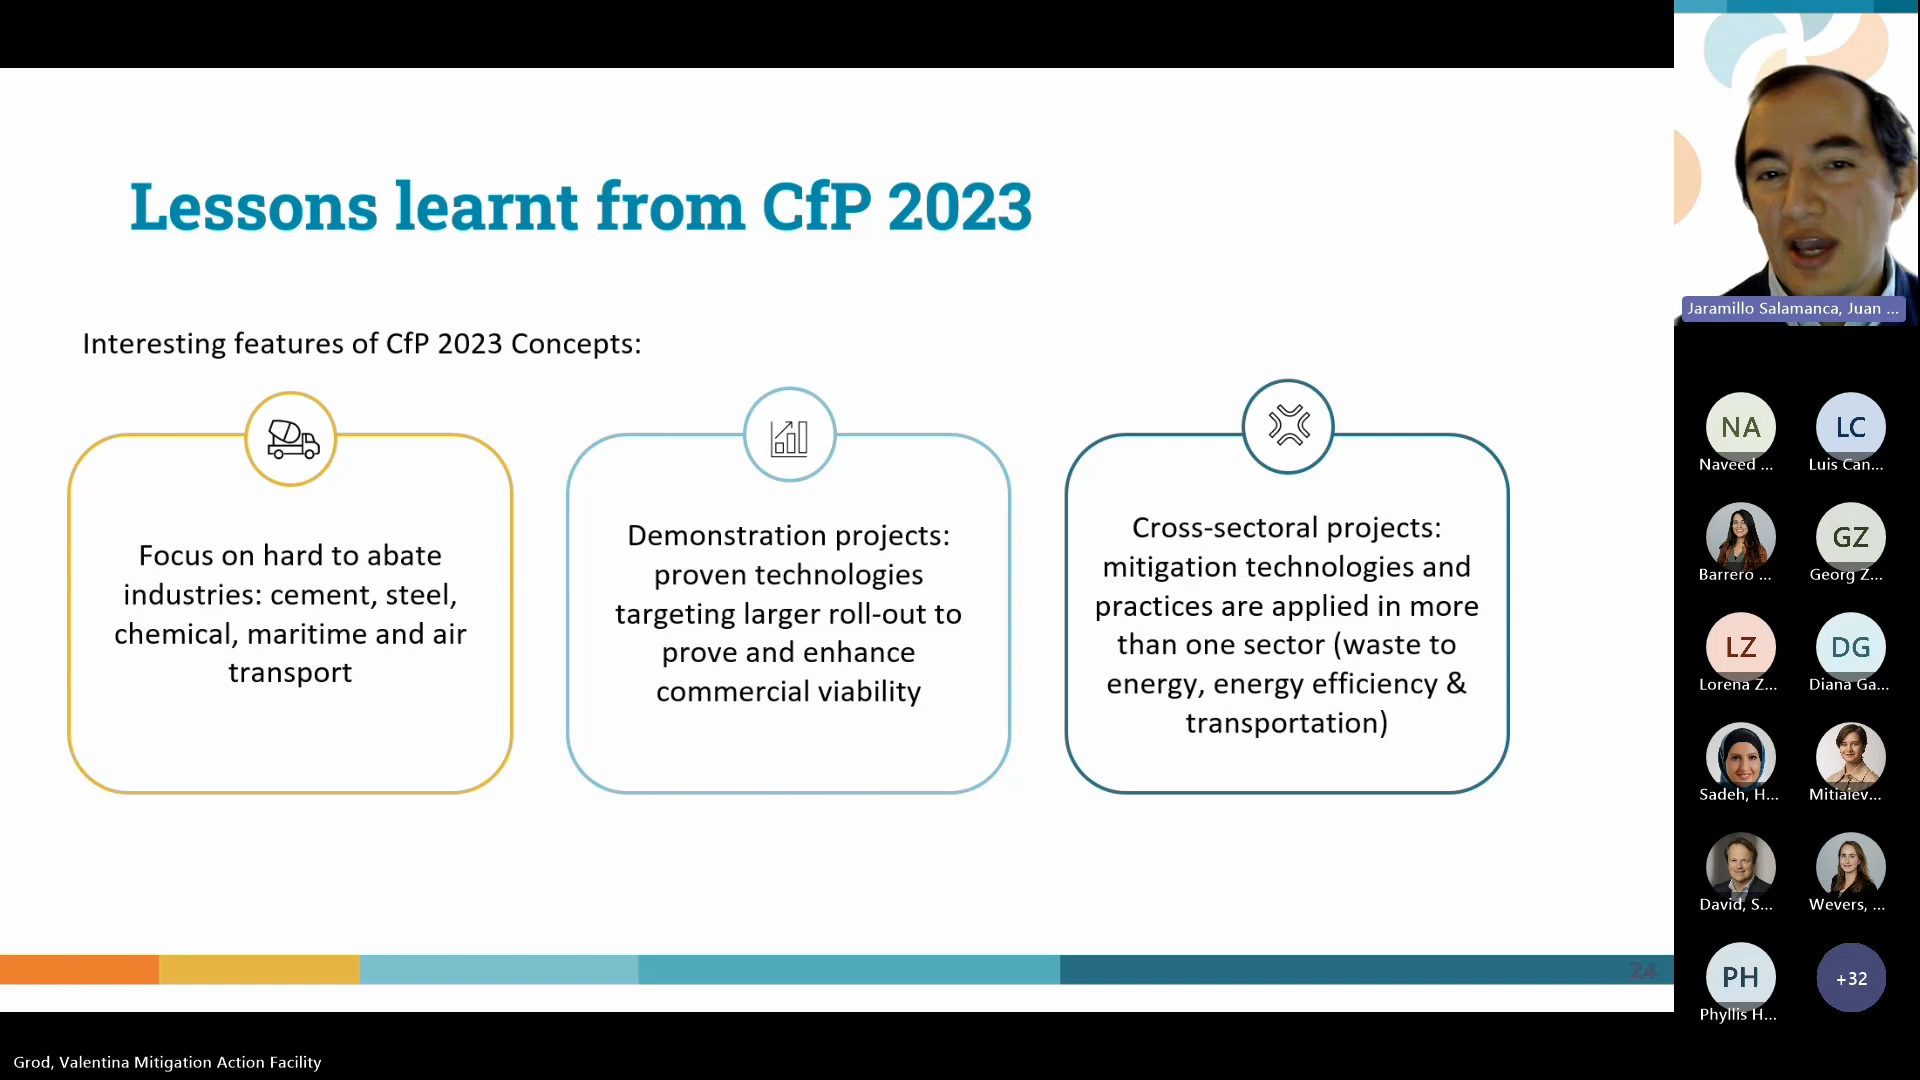 Lessons learnt from CfP 2023
Interesting features of CfP 2023 Concepts:
Focus on hard to abate
industries: cement, steel,
chemical, maritime and air
transport
Demonstration projects:
proven technologies
targeting larger roll-out to
prove and enhance
commercial viability
Cross-sectoral projects:
mitigation technologies and
practices are applied in more
than one sector (waste to
energy, energy efficiency &
transportation)
24
Jaramillo Salamanca, Juan ...
NA
Naveed ...
LC
Luis Can...
Barrero ...
GZ
Georg Z...
LZ
Lorena Z...
DG
Diana Ga...
Sadeh, H...
Mitiaiev...
David, S...
Wevers, ...
PH
Phyllis H...
+32
Grod, Valentina Mitigation Action Facility